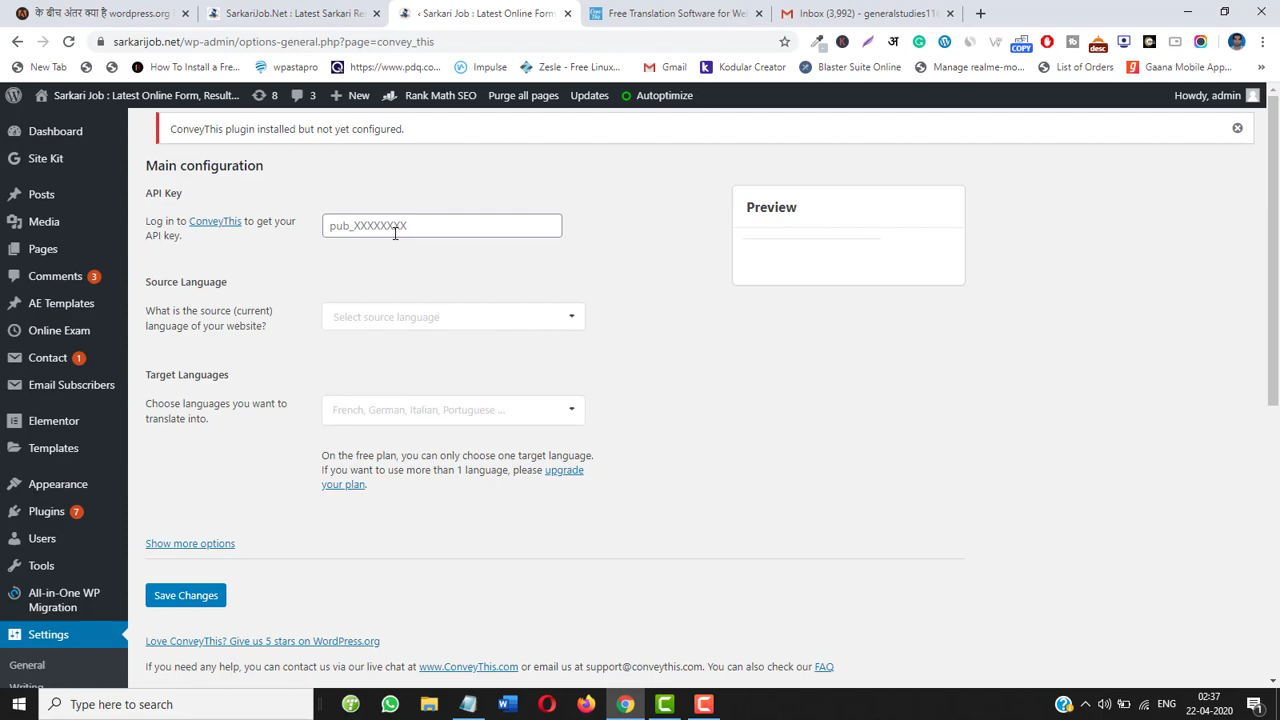 के बीच अंतर क्या है wordpress.org
SarkariJob.Net : Latest Sarkari Res
‹ Sarkari Job : Latest Online Form
Free Translation Software for Web
Inbox (3,992) - generalstudies11
sarkarijob.net/wp-admin/options-general.php?page=convey_this
New Tab
How To Install a Fre...
wpastapro
https://www.pdq.co...
Impulse
Zesle - Free Linux...
Gmail
Kodular Creator
Blaster Suite Online
Manage realme-mo...
List of Orders
Gaana Mobile App...
Sarkari Job : Latest Online Form, Result...
8
3
New
Rank Math SEO
Purge all pages
Updates
Autoptimize
Howdy, admin
Dashboard
Site Kit
Posts
Media
Pages
Comments 3
AE Templates
Online Exam
Contact 1
Email Subscribers
Elementor
Templates
Appearance
Plugins 7
Users
Tools
All-in-One WP
Migration
Settings
General
Writing
ConveyThis plugin installed but not yet configured.
Main configuration
API Key
Log in to ConveyThis to get your
API key.
pub_XXXXXXXX
Preview
Source Language
What is the source (current)
language of your website?
Select source language
Target Languages
Choose languages you want to
translate into.
French, German, Italian, Portuguese ...
On the free plan, you can only choose one target language.
If you want to use more than 1 language, please upgrade
your plan.
Show more options
Save Changes
Love ConveyThis? Give us 5 stars on WordPress.org
If you need any help, you can contact us via our live chat at www.ConveyThis.com or email us at support@conveythis.com. You can also check our FAQ
Type here to search
ENG
02:37
22-04-2020